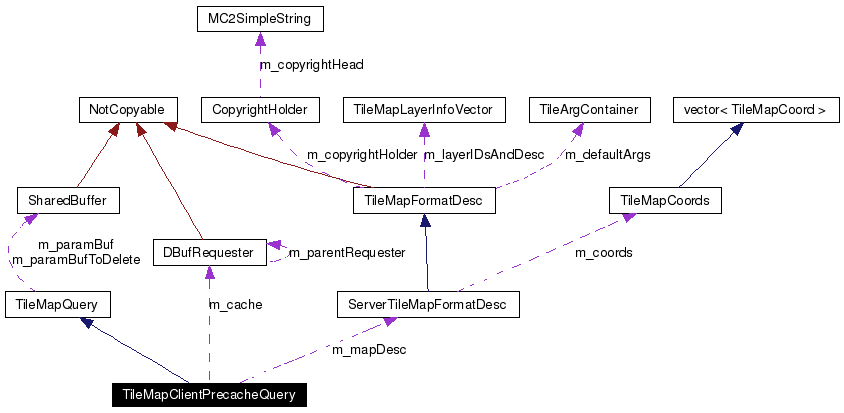 MC2SimpleString
m_copyrightHead
NotCopyable
CopyrightHolder
TileMapLayerInfoVector
TileArgContainer
vector< TileMapCoord >
m_copyrightHolder
m_layerIDsAndDesc
m_defaultArgs
SharedBuffer
TileMapFormatDesc
TileMapCoords
m_paramBuf
m_paramBufToDelete
DBufRequester
m_parentRequester
m_coords
TileMapQuery
m_cache
ServerTileMapFormatDesc
m_mapDesc
TileMapClientPrecacheQuery